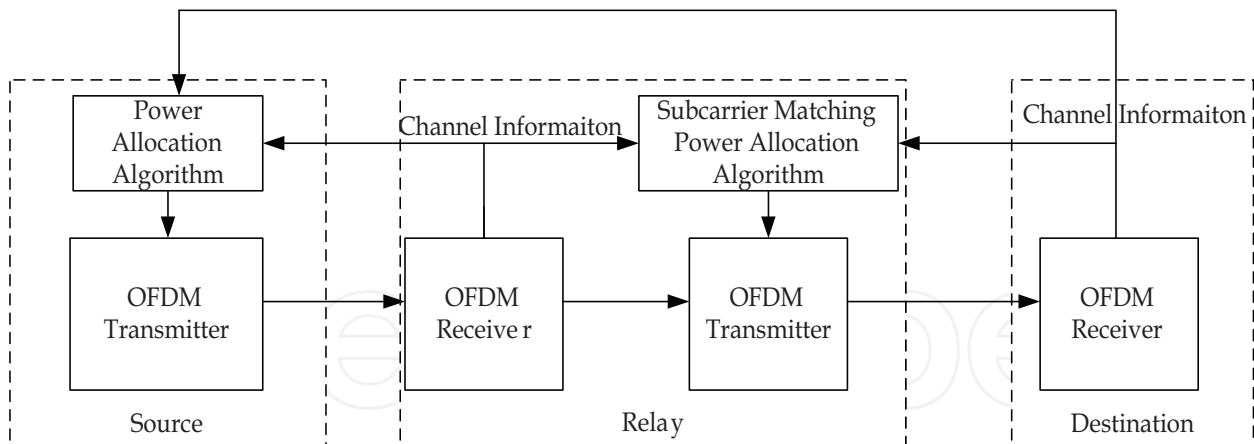 Power
Allocation
Algorithm
Channel Informaiton
Subcarrier Matching
Power Allocation
Algorithm
Channel Informaiton
OFDM
Transmitter
OFDM
Receive r
OFDM
Transmitter
OFDM
Receiver
Source
Relay
Destination